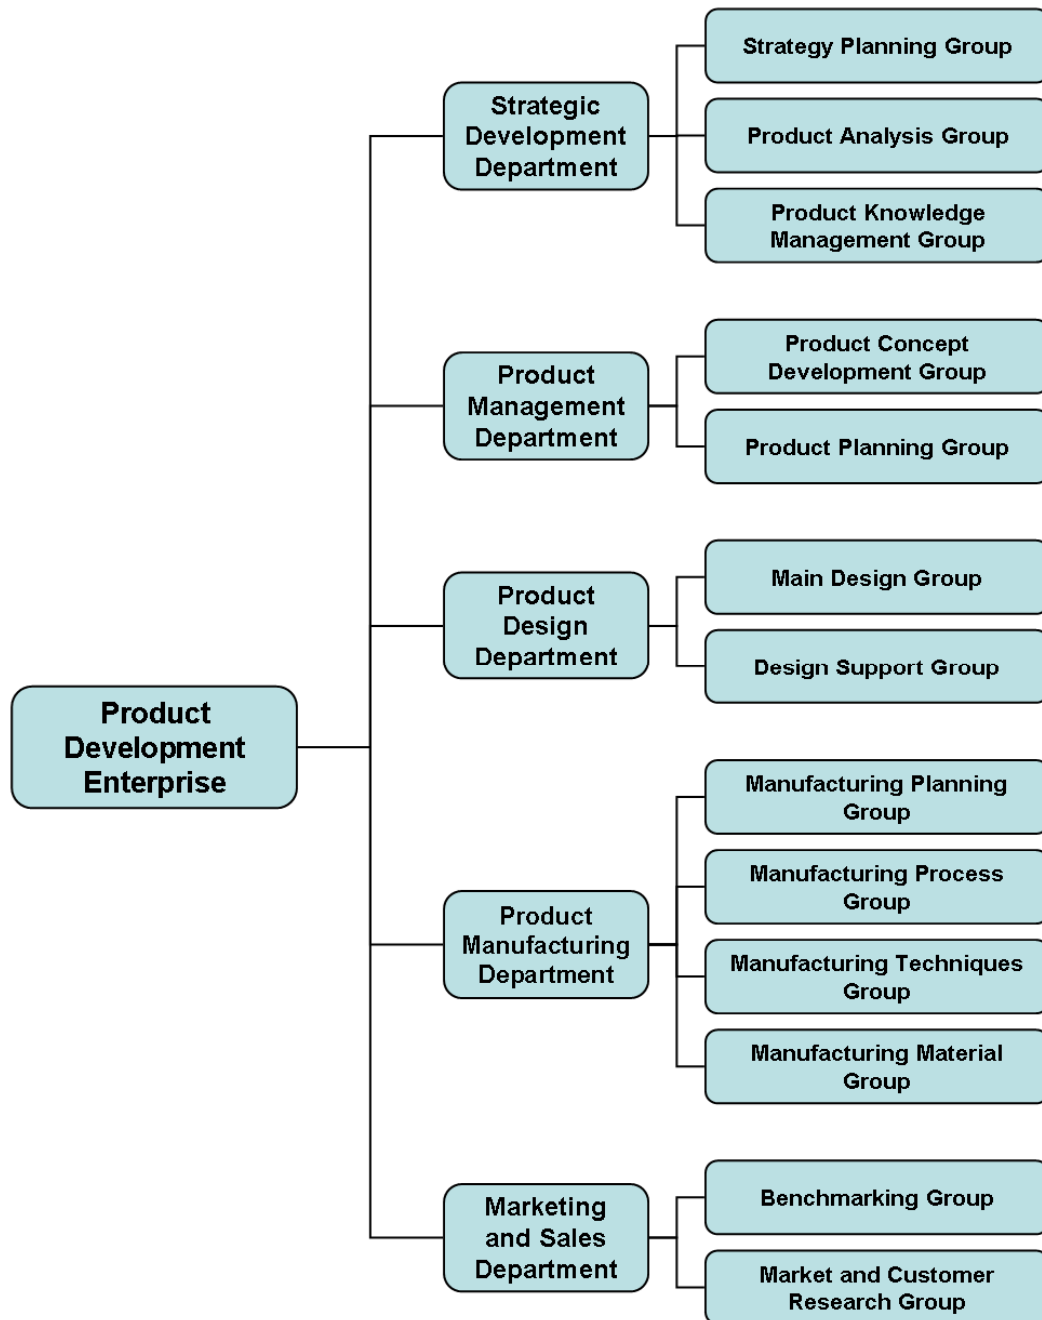 Strategy Planning Group
Strategic
Development
Department
Product Analysis Group
Product Knowledge
Management Group
Product Concept
Development Group
Product
Management
Department
Product Planning Group
Main Design Group
Product
Design
Department
Design Support Group
Product
Development
Enterprise
Manufacturing Planning
Group
Manufacturing Process
Group
Product
Manufacturing
Department
Manufacturing Techniques
Group
Manufacturing Material
Group
Benchmarking Group
Marketing
and Sales
Department
Market and Customer
Research Group